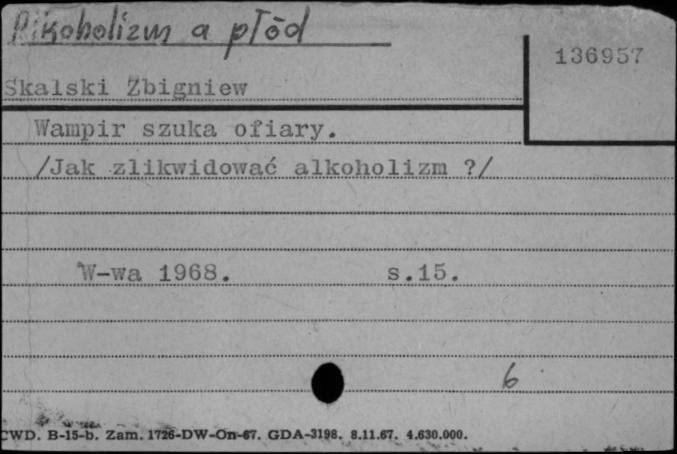 Alkoholizm a płód
136957
Skalski Zbigniew
Wampir szuka ofiary.
/Jak zlikwidować alkoholizm ?/
W-wa 1968. s.15.
6
CWD. B-15-b. Zam. 1726-DW-On-67. GDA-3198. 8.11.67. 4.630.000.